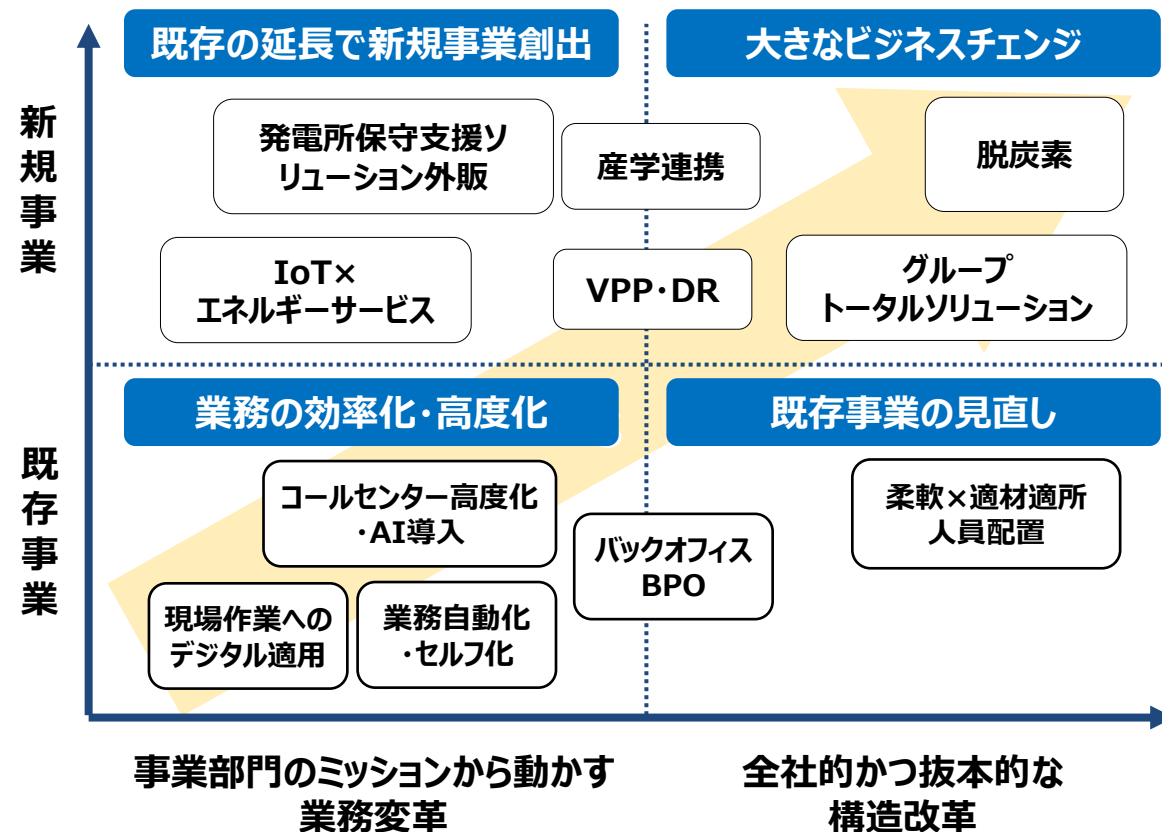 既存の延長で新規事業創出
大きなビジネスチェンジ
新規事業
発電所保守支援ソ
リューション外販
産学連携
脱炭素
IoT×
エネルギーサービス
VPP・DR
グループ
トータルソリューション
業務の効率化・高度化
既存事業の見直し
既存事業
コールセンター高度化
・AI導入
バックオフィス
BPO
柔軟×適材適所
人員配置
現場作業への
デジタル適用
業務自動化
・セルフ化
事業部門のミッションから動かす
業務変革
全社的かつ抜本的な
構造改革